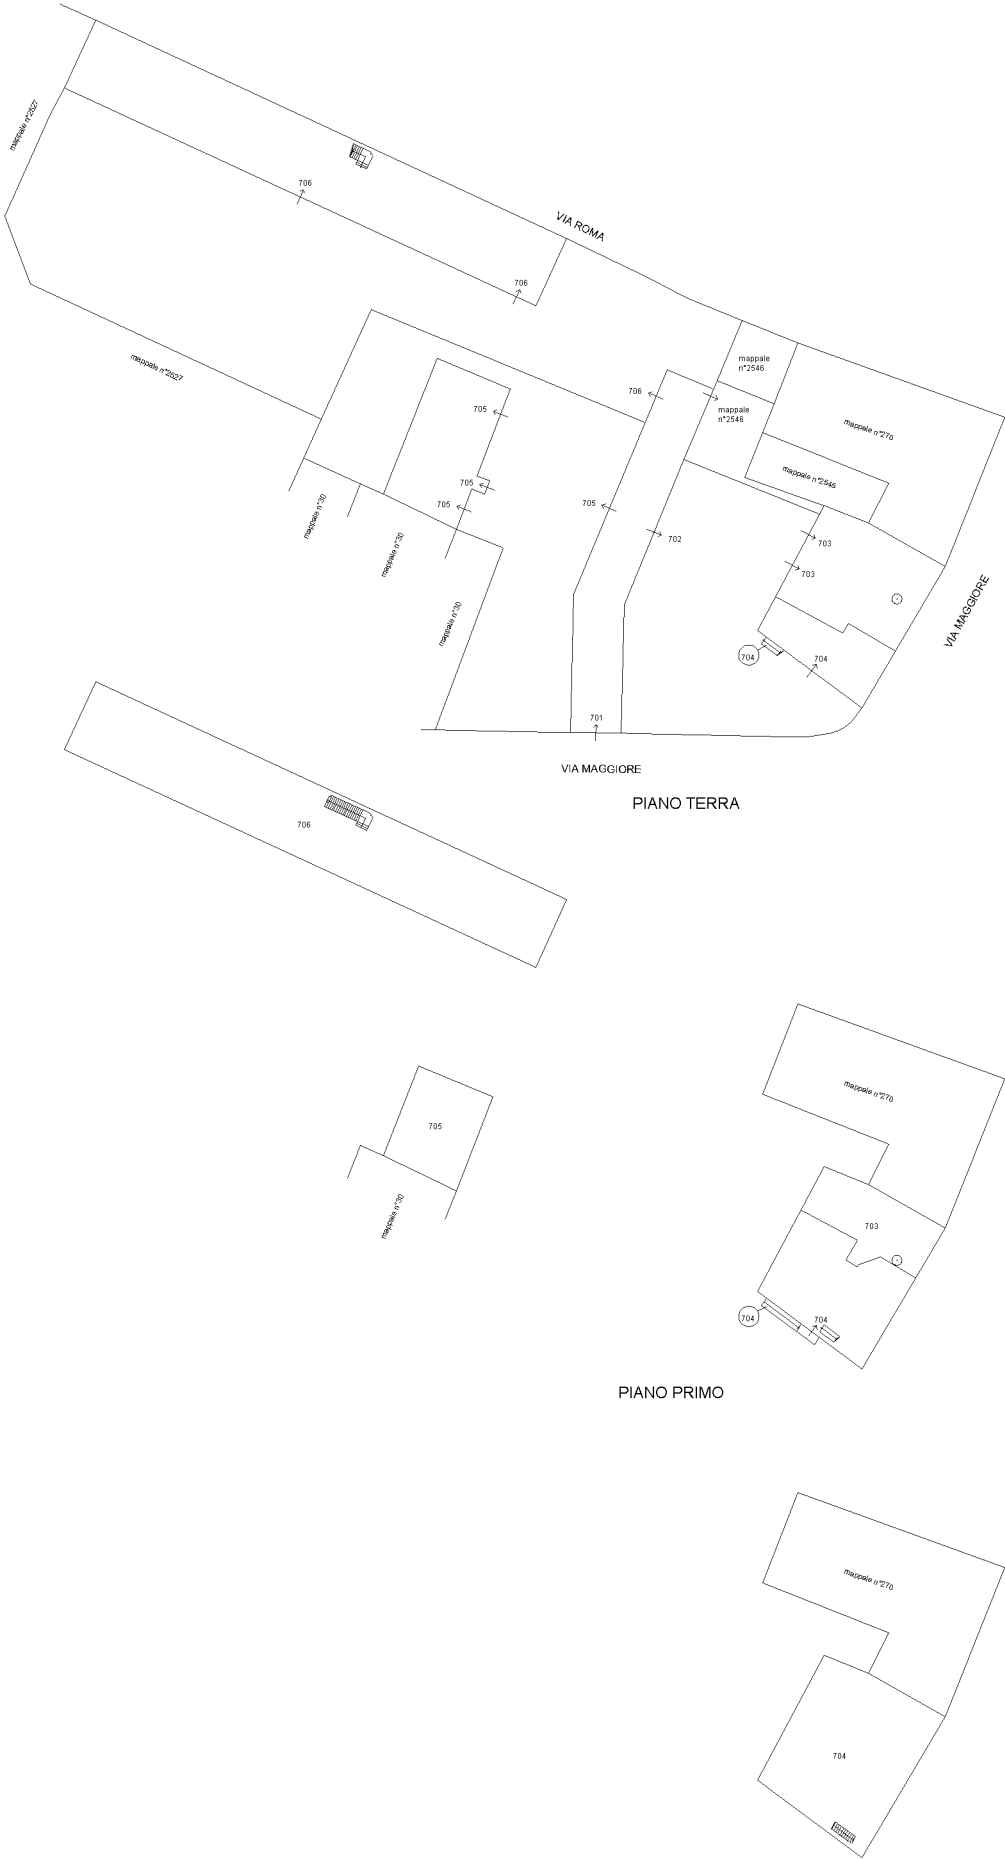 mappale n°2527
706
VIA ROMA
706
mappale n°2527
mappale
n°2546
706
mappale
n°2546
705
mappale n°270
705
mappale n°2545
705
705
mappale n°30
702
703
mappale n°30
703
mappale n°30
VIA MAGGIORE
704
704
701
VIA MAGGIORE
PIANO TERRA
706
mappale n°270
705
mappale n°30
703
704
704
PIANO PRIMO
mappale n°270
704